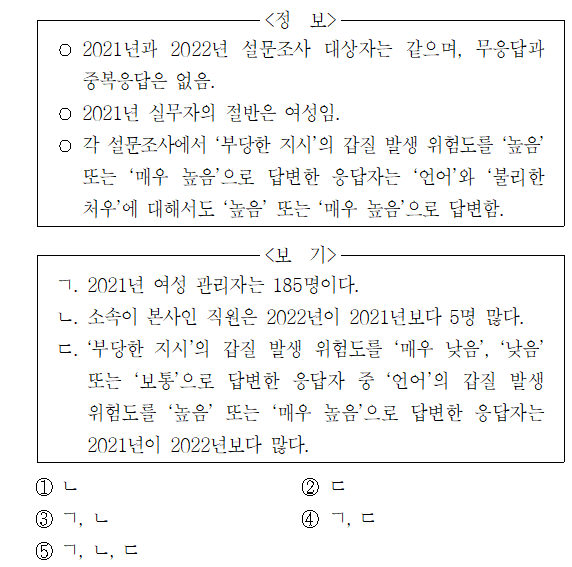 <정 보>
○ 2021년과 2022년 설문조사 대상자는 같으며, 무응답과
중복응답은 없음.
○ 2021년 실무자의 절반은 여성임.
○ 각 설문조사에서 ‘부당한 지시’의 갑질 발생 위험도를 ‘높음’
또는 ‘매우 높음’으로 답변한 응답자는 ‘언어’와 ‘불리한
처우’에 대해서도 ‘높음’ 또는 ‘매우 높음’으로 답변함.
<보 기>
ㄱ. 2021년 여성 관리자는 185명이다.
ㄴ. 소속이 본사인 직원은 2022년이 2021년보다 5명 많다.
ㄷ. ‘부당한 지시’의 갑질 발생 위험도를 ‘매우 낮음’, ‘낮음’
또는 ‘보통’으로 답변한 응답자 중 ‘언어’의 갑질 발생
위험도를 ‘높음’ 또는 ‘매우 높음’으로 답변한 응답자는
2021년이 2022년보다 많다.
① ㄴ ② ㄷ
③ ㄱ, ㄴ ④ ㄱ, ㄷ
⑤ ㄱ, ㄴ, ㄷ